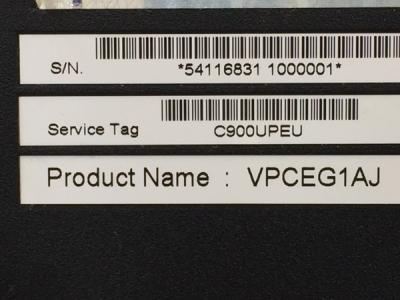 S/N. *54116831 1000001*
Service Tag C900UPEU
Product Name : VPCEG1AJ